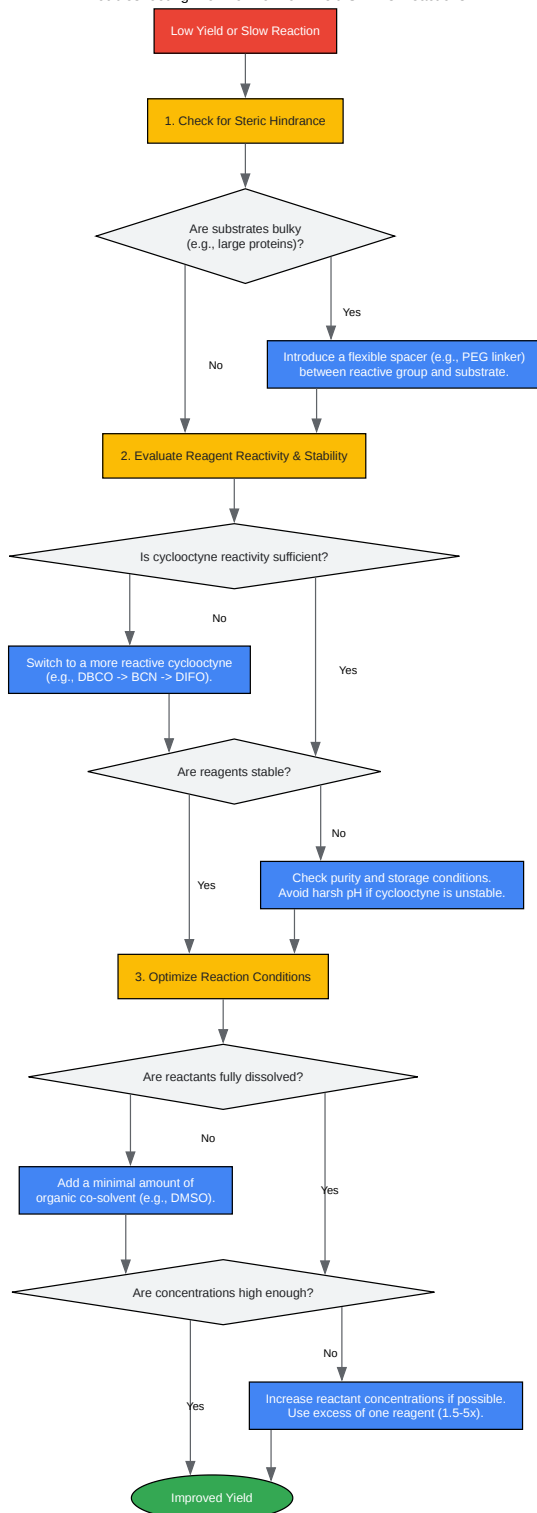 Low Yield or Slow Reaction
1. Check for Steric Hindrance
Are substrates bulky
(e.g., large proteins)?
Yes
No
Introduce a flexible spacer (e.g., PEG linker)
between reactive group and substrate.
2. Evaluate Reagent Reactivity & Stability
Is cyclooctyne reactivity sufficient?
No
Switch to a more reactive cyclooctyne
(e.g., DBCO -> BCN -> DIFO).
Yes
Are reagents stable?
No
Check purity and storage conditions.
Avoid harsh pH if cyclooctyne is unstable.
Yes
3. Optimize Reaction Conditions
Are reactants fully dissolved?
No
Add a minimal amount of
organic co-solvent (e.g., DMSO).
Yes
Are concentrations high enough?
No
Increase reactant concentrations if possible.
Use excess of one reagent (1.5-5x).
Yes
Improved Yield